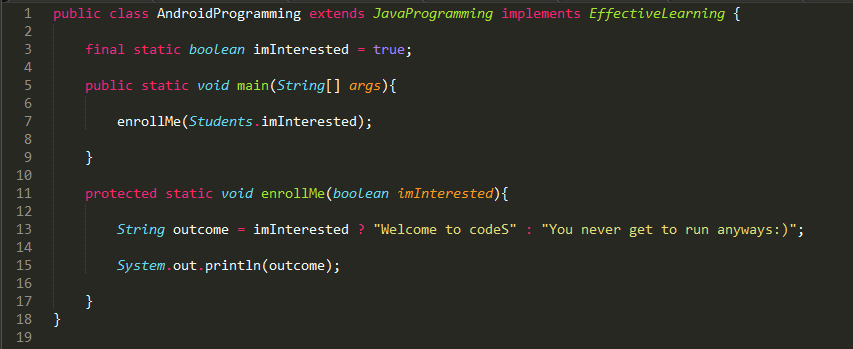 1 public class AndroidProgramming extends JavaProgramming implements EffectiveLearning {
2
3 final static boolean imInterested = true;
4
5 public static void main(String[] args){
6
7 enrollMe(Students.imInterested);
8
9 }
10
11 protected static void enrollMe(boolean imInterested){
12
13 String outcome = imInterested ? "Welcome to codeS" : "You never get to run anyways:)";
14
15 System.out.println(outcome);
16
17 }
18 }
19